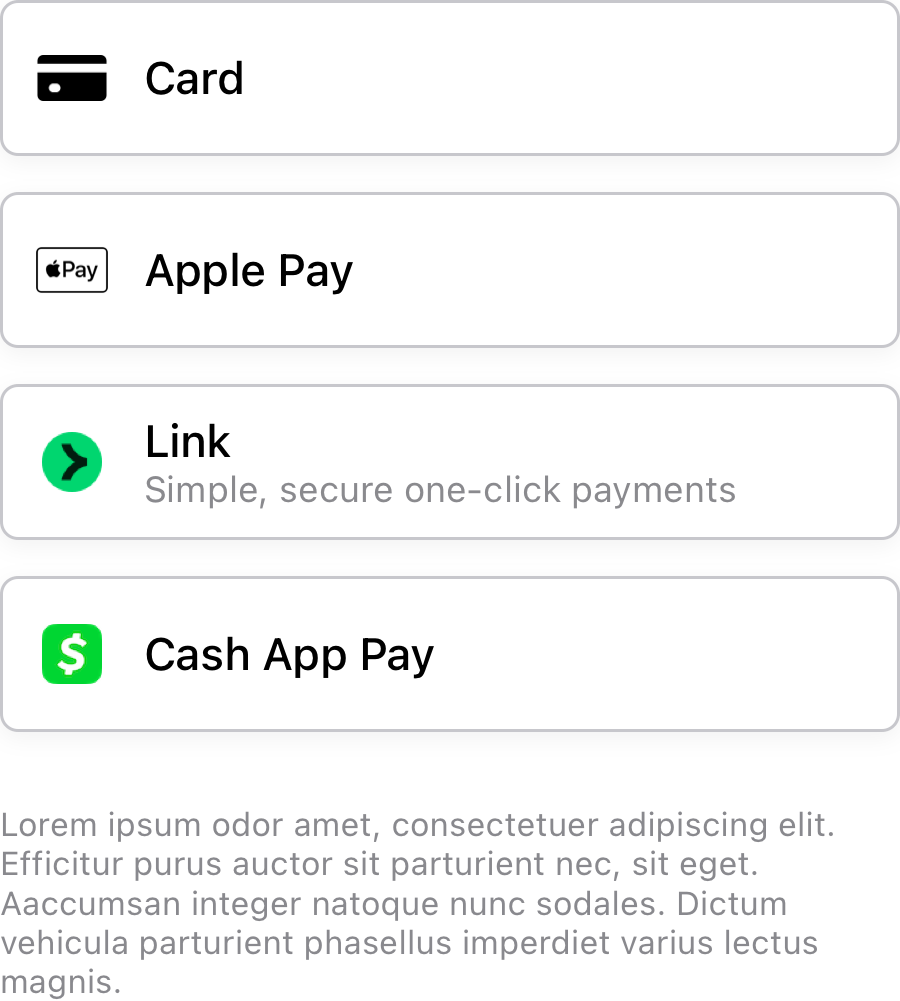 Card
Pay
Apple Pay
Link
Simple, secure one-click payments
$
Cash App Pay
Lorem ipsum odor amet, consectetuer adipiscing elit.
Efficitur purus auctor sit parturient nec, sit eget.
Aaccumsan integer natoque nunc sodales. Dictum
vehicula parturient phasellus imperdiet varius lectus
magnis.